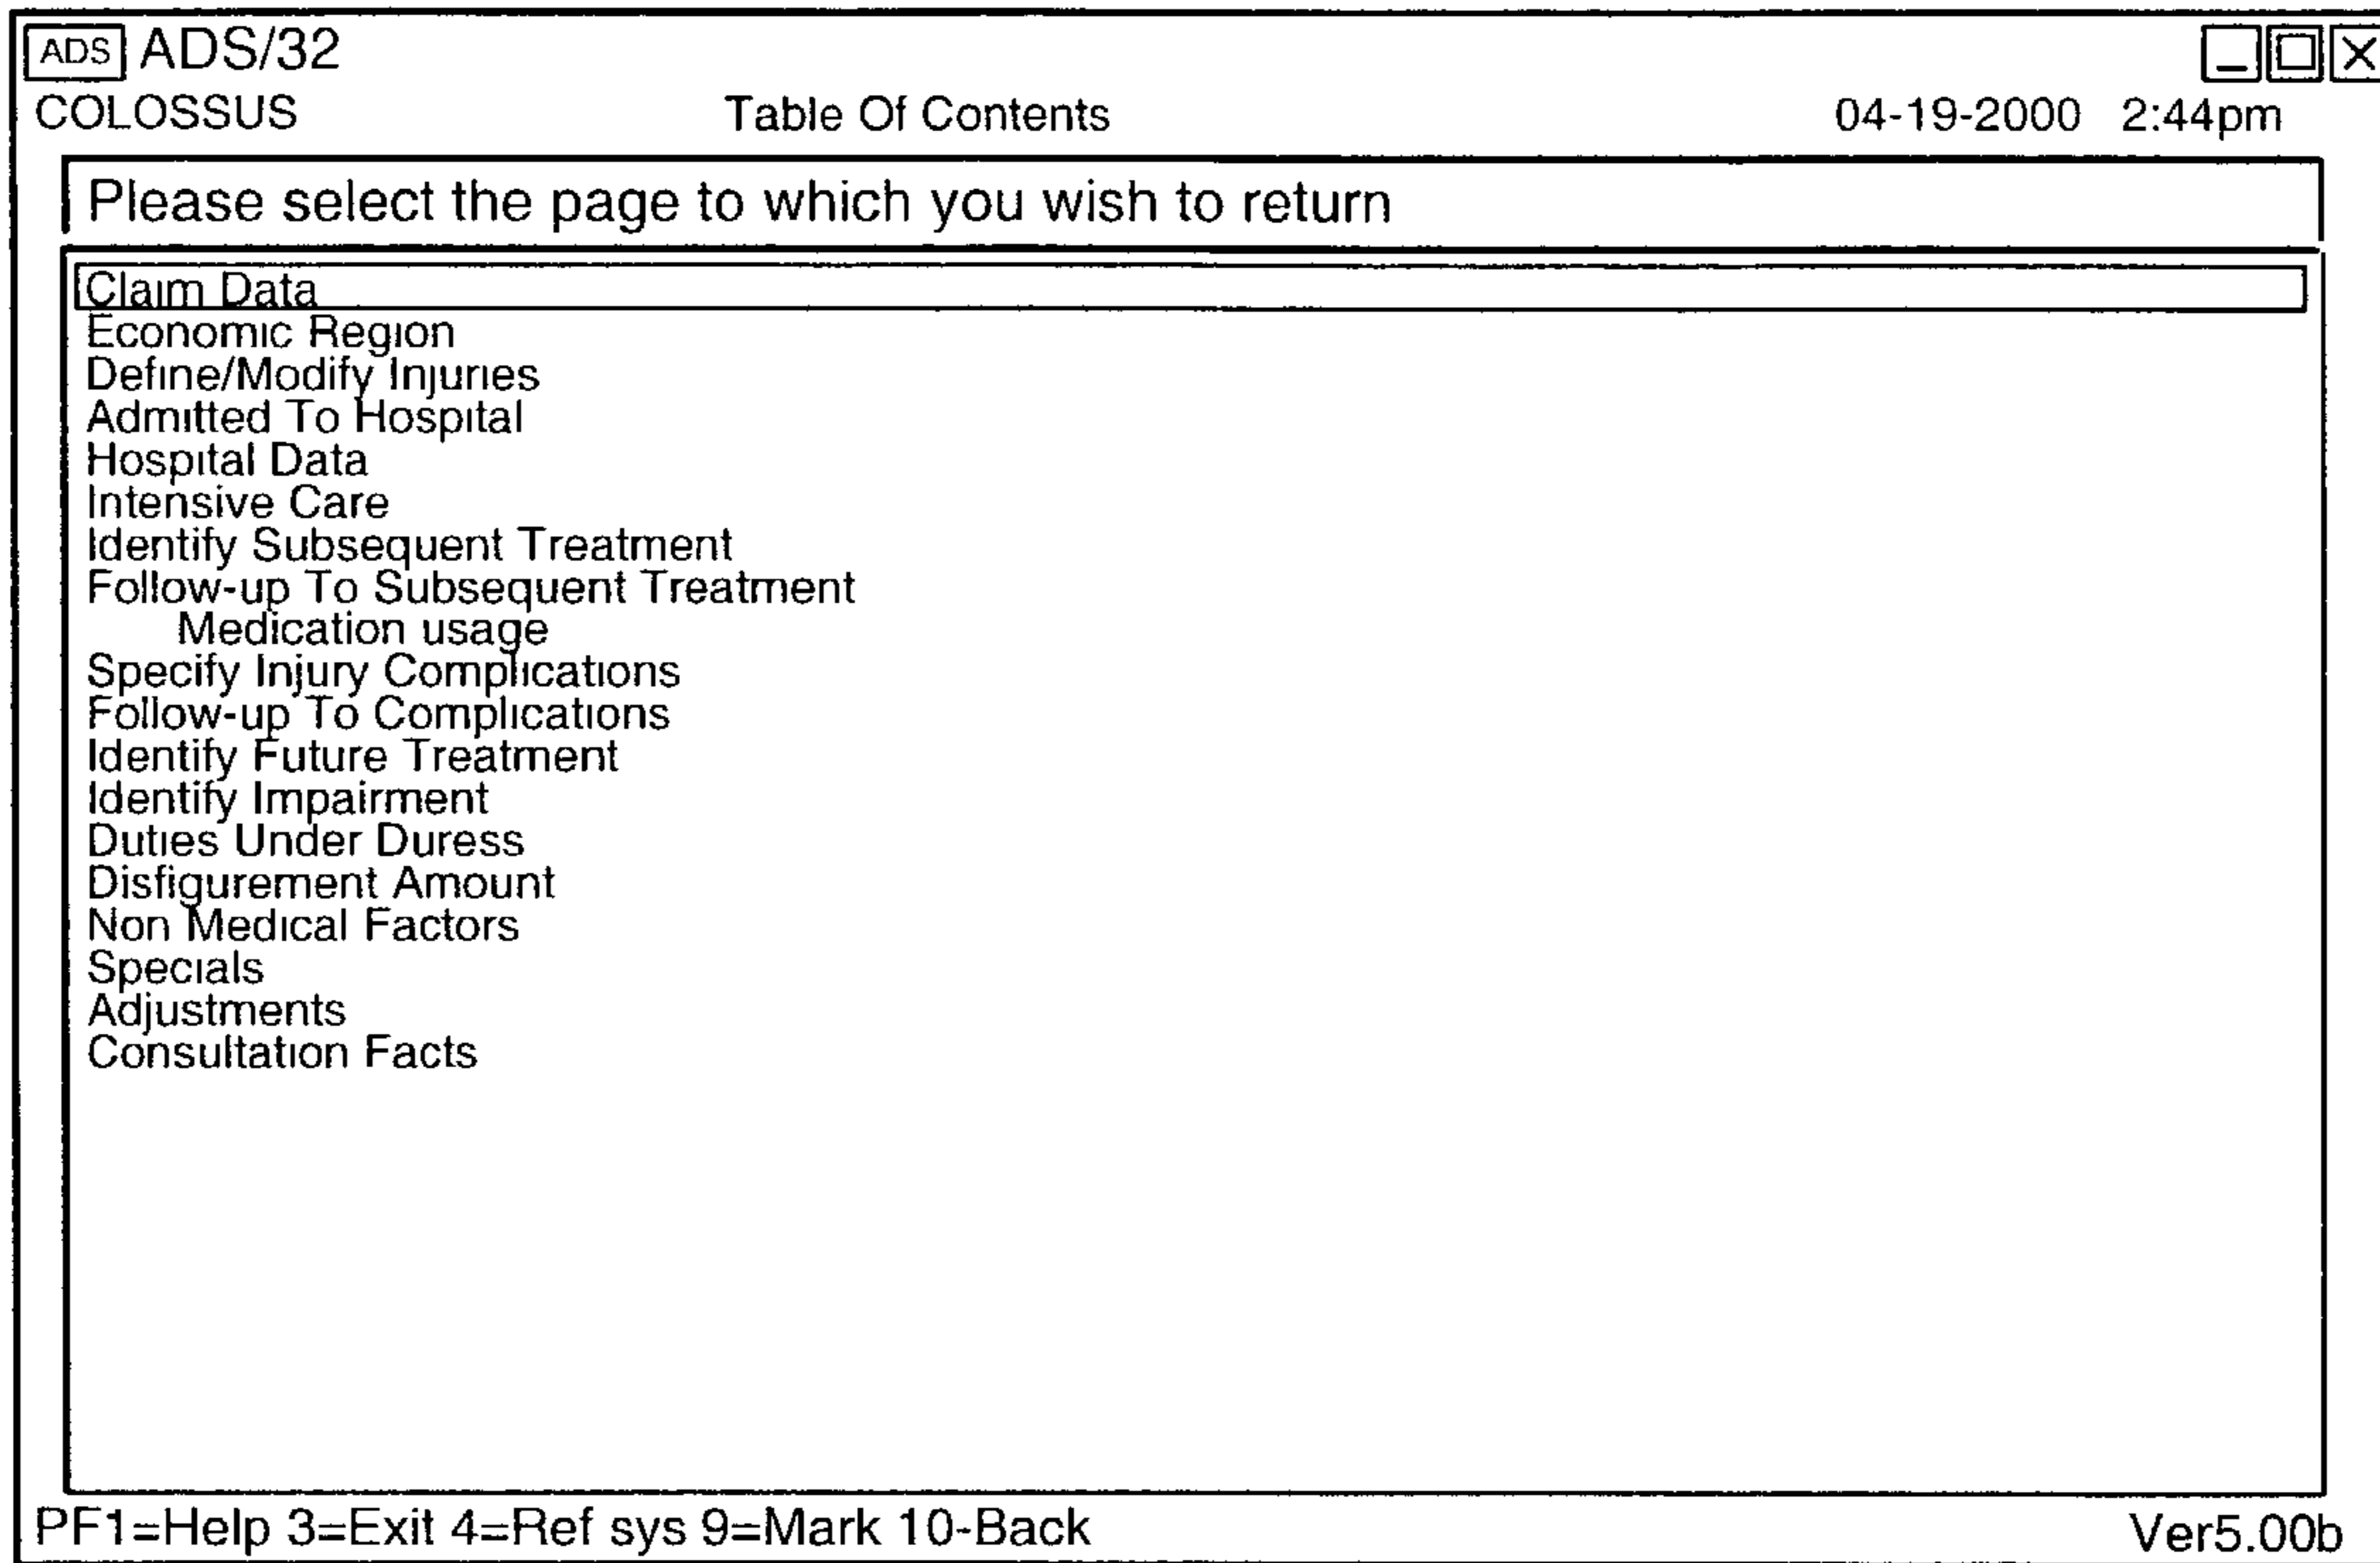 ADS ADS/32
COLOSSUS Table Of Contents 04-19-2000 2:44pm
Please select the page to which you wish to return
Claim Data
Economic Region
Define/Modify Injuries
Admitted To Hospital
Hospital Data
Intensive Care
Identify Subsequent Treatment
Follow-up To Subsequent Treatment
Medication usage
Specify Injury Complications
Follow-up To Complications
Identify Future Treatment
Identify Impairment
Duties Under Duress
Disfigurement Amount
Non Medical Factors
Specials
Adjustments
Consultation Facts
PF1=Help 3=Exit 4=Ref sys 9=Mark 10-Back Ver5.00b